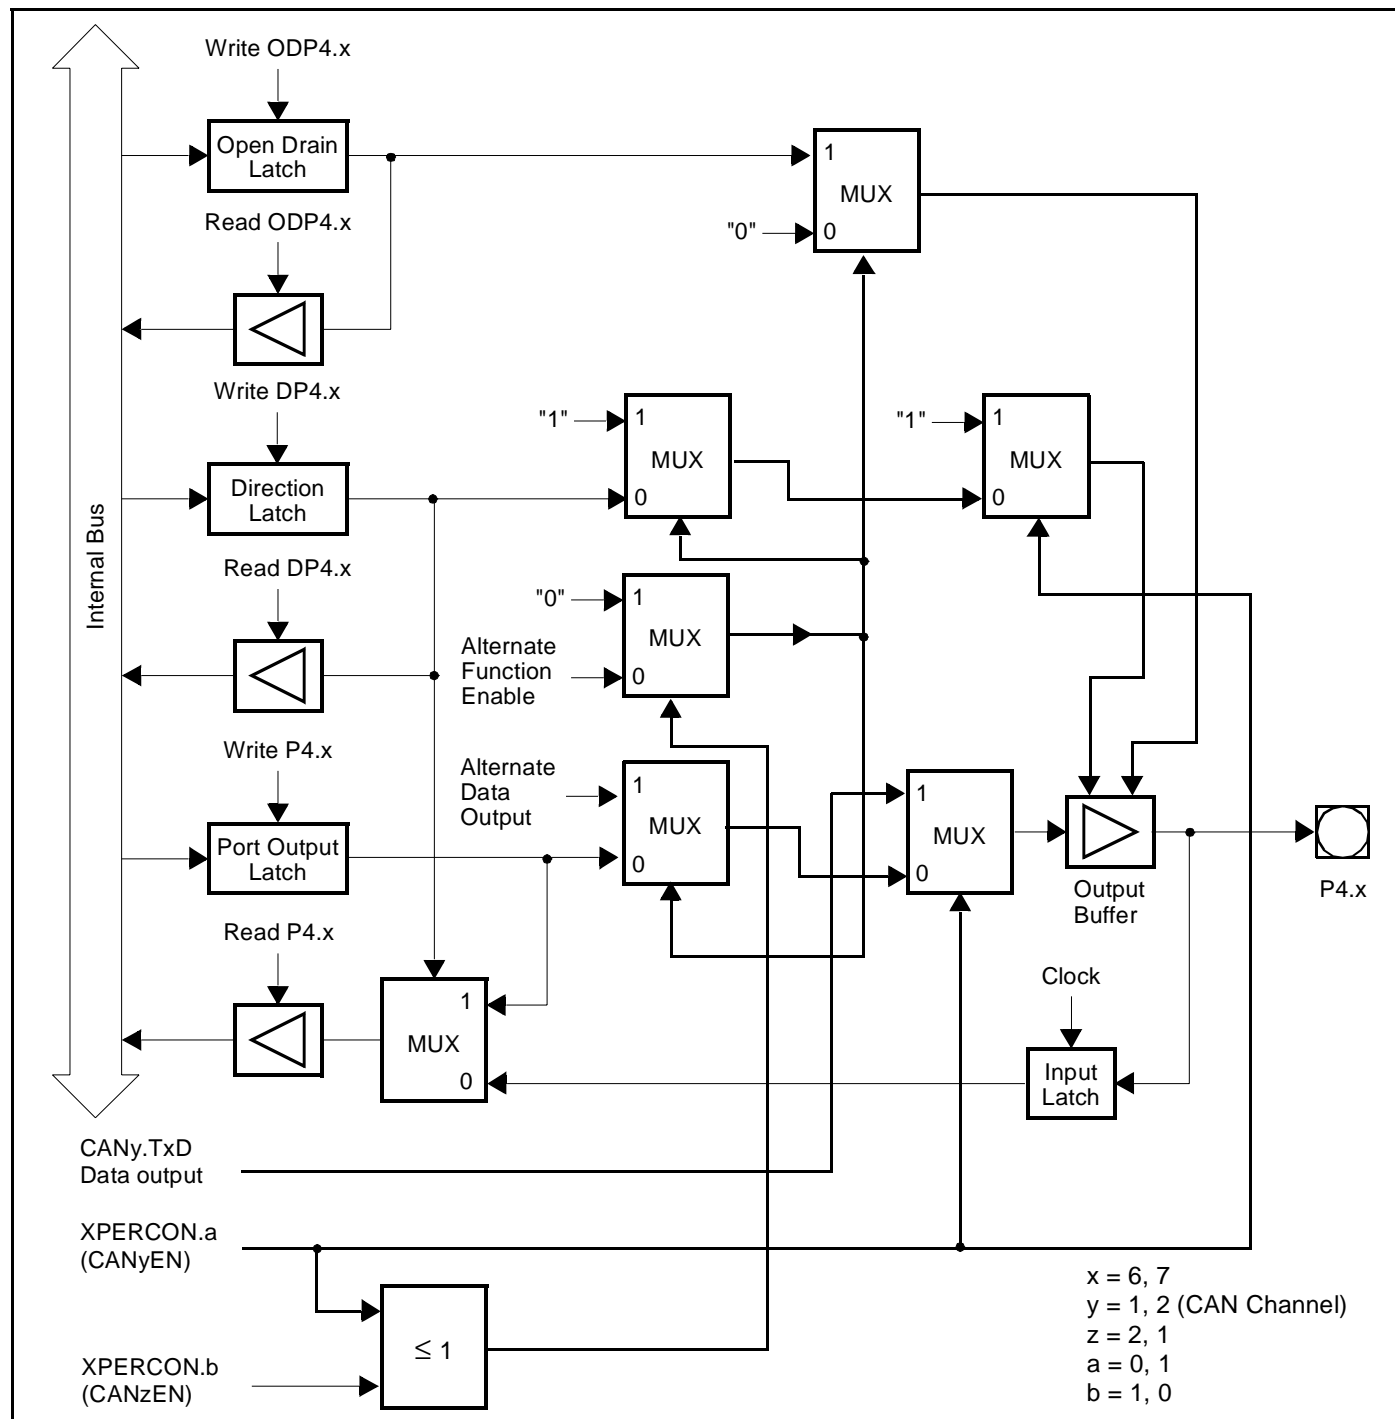 Write ODP4.x
Open Drain
Latch
Read ODP4.x
1
MUX
"0"
0
Write DP4.x
Direction
Latch
Read DP4.x
"1"
1
MUX
0
"1"
1
MUX
0
"0"
1
MUX
0
Alternate
Function
Enable
Internal Bus
Write P4.x
Port Output
Latch
Read P4.x
Alternate
Data
Output
1
MUX
0
1
MUX
0
Output
Buffer
P4.x
1
MUX
0
Clock
Input
Latch
CANy.TxD
Data output
XPERCON.a
(CANyEN)
≤ 1
XPERCON.b
(CANzEN)
x = 6, 7
y = 1, 2 (CAN Channel)
z = 2, 1
a = 0, 1
b = 1, 0